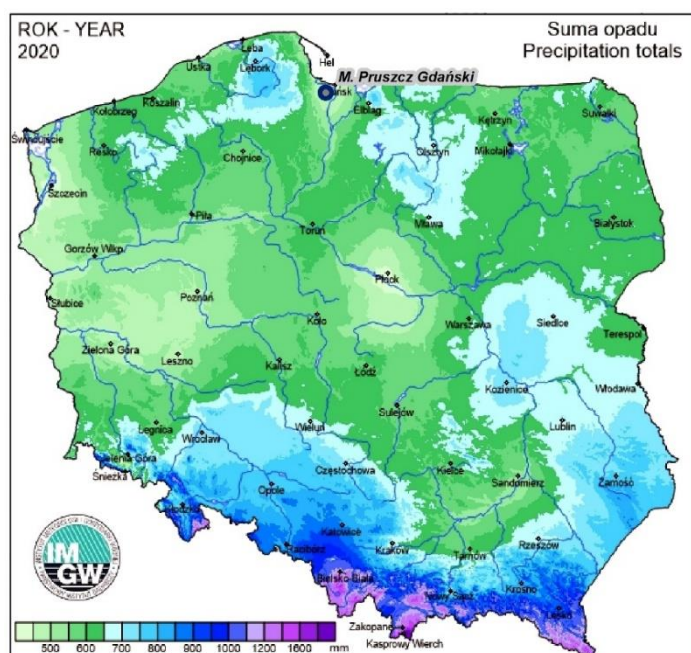 ROK - YEAR
2020
Suma opadu
Precipitation totals
Łeba
Hel
Ustka
Lębork
M. Pruszcz Gdański
Koszalin
Elbląg
Kołobrzeg
Suwałki
Kętrzyn
Świnoujście
Resko
Chojnice
Olsztyn
Mikołajki
Szczecin
Piła
Toruń
Mława
Białystok
Gorzów Wlkp.
Płock
Słubice
Poznań
Koło
Warszawa
Siedlce
Terespol
Zielona Góra
Leszno
Kalisz
Łódź
Kozienice
Włodawa
Sulejów
Legnica
Wrocław
Wieluń
Lublin
Jelenia Góra
Śnieżka
Częstochowa
Kielce
Sandomierz
Zamość
Opole
Kłodzko
Katowice
Racibórz
Kraków
Tarnów
Rzeszów
Bielsko-Biała
Nowy Sącz
Krosno
Lesko
Zakopane
Kasprowy Wierch
IM
GW
500 600 700 800 900 1000 1200 1600 mm